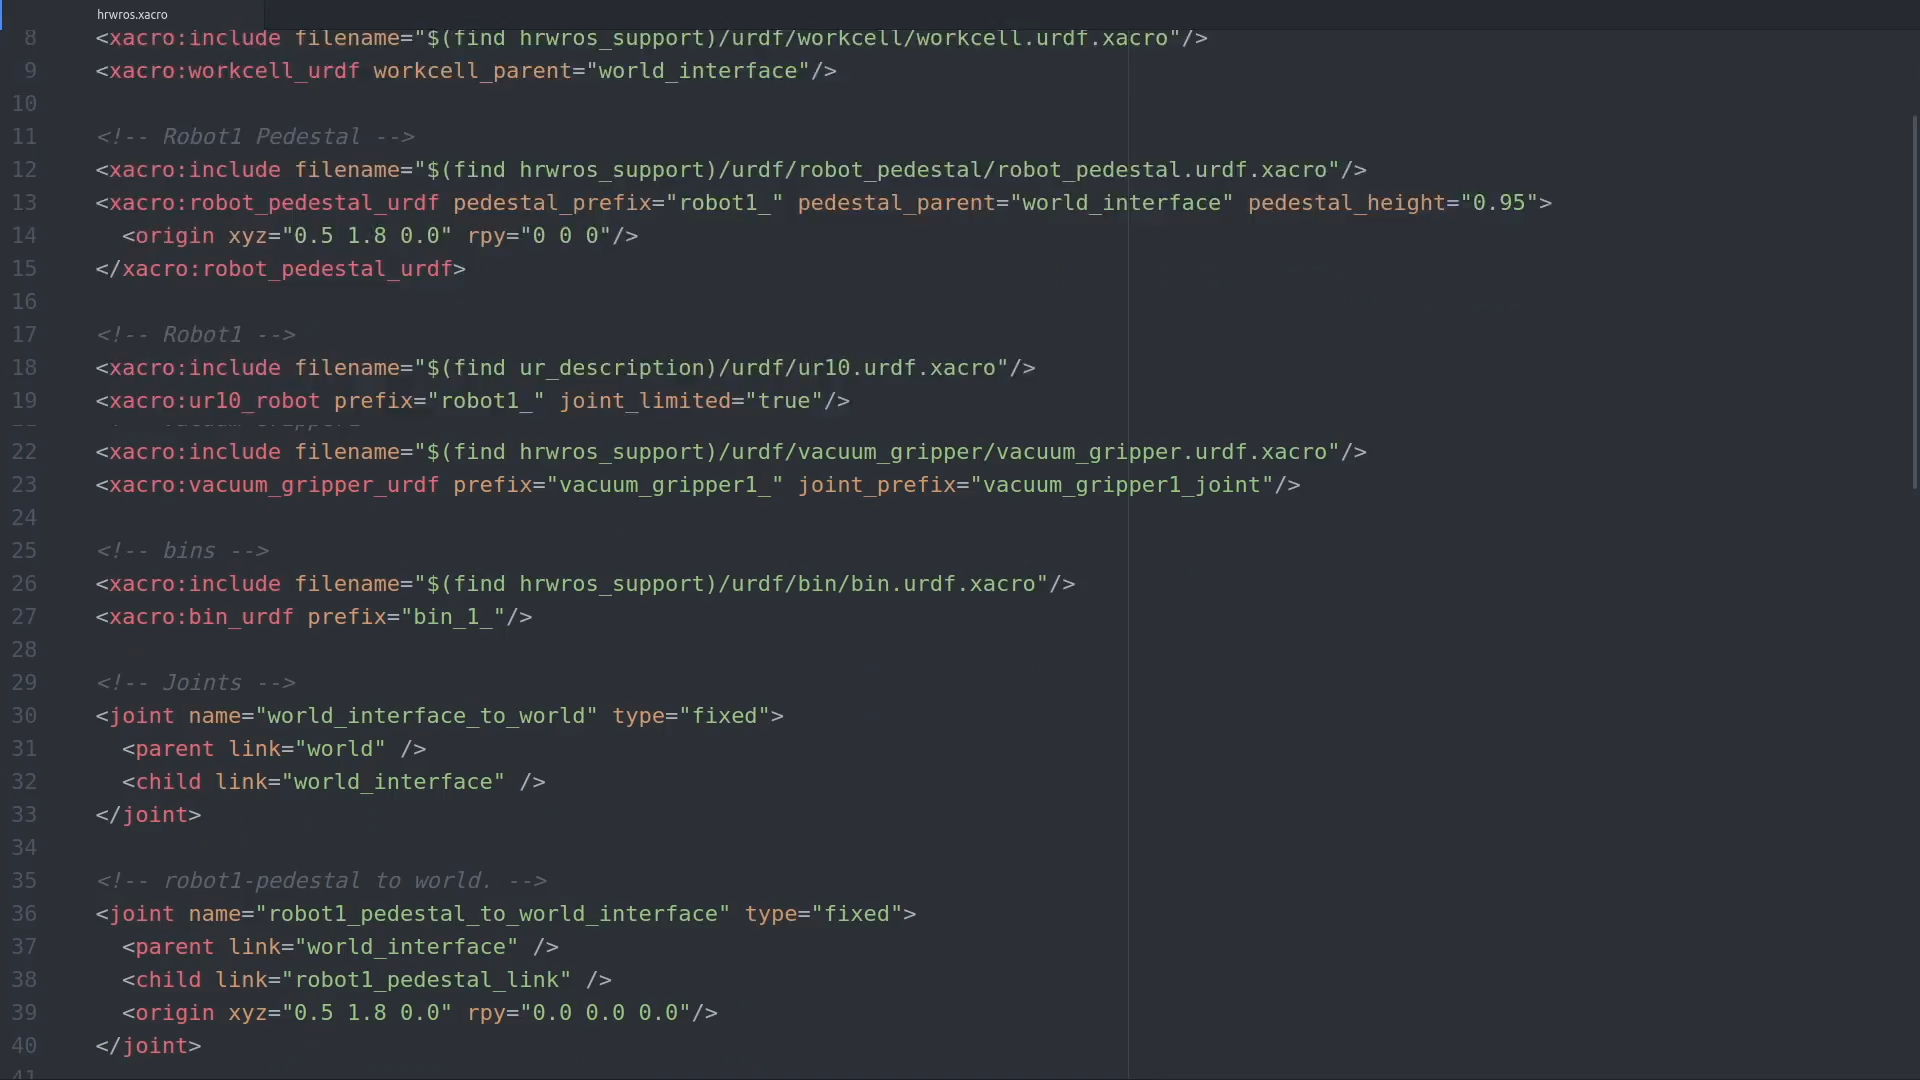 hrwros.xacro
8 <xacro:include filename="$(find hrwros_support)/urdf/workcell/workcell.urdf.xacro"/>
9 <xacro:workcell_urdf workcell_parent="world_interface"/>
10
11 <!-- Robot1 Pedestal -->
12 <xacro:include filename="$(find hrwros_support)/urdf/robot_pedestal/robot_pedestal.urdf.xacro"/>
13 <xacro:robot_pedestal_urdf pedestal_prefix="robot1_" pedestal_parent="world_interface" pedestal_height="0.95">
14 <origin xyz="0.5 1.8 0.0" rpy="0 0 0"/>
15 </xacro:robot_pedestal_urdf>
16
17 <!-- Robot1 -->
18 <xacro:include filename="$(find ur_description)/urdf/ur10.urdf.xacro"/>
19 <xacro:ur10_robot prefix="robot1_" joint_limited="true"/>
22 <xacro:include filename="$(find hrwros_support)/urdf/vacuum_gripper/vacuum_gripper.urdf.xacro"/>
23 <xacro:vacuum_gripper_urdf prefix="vacuum_gripper1_" joint_prefix="vacuum_gripper1_joint"/>
24
25 <!-- bins -->
26 <xacro:include filename="$(find hrwros_support)/urdf/bin/bin.urdf.xacro"/>
27 <xacro:bin_urdf prefix="bin_1_"/>
28
29 <!-- Joints -->
30 <joint name="world_interface_to_world" type="fixed">
31 <parent link="world" />
32 <child link="world_interface" />
33 </joint>
34
35 <!-- robot1-pedestal to world. -->
36 <joint name="robot1_pedestal_to_world_interface" type="fixed">
37 <parent link="world_interface" />
38 <child link="robot1_pedestal_link" />
39 <origin xyz="0.5 1.8 0.0" rpy="0.0 0.0 0.0"/>
40 </joint>
41